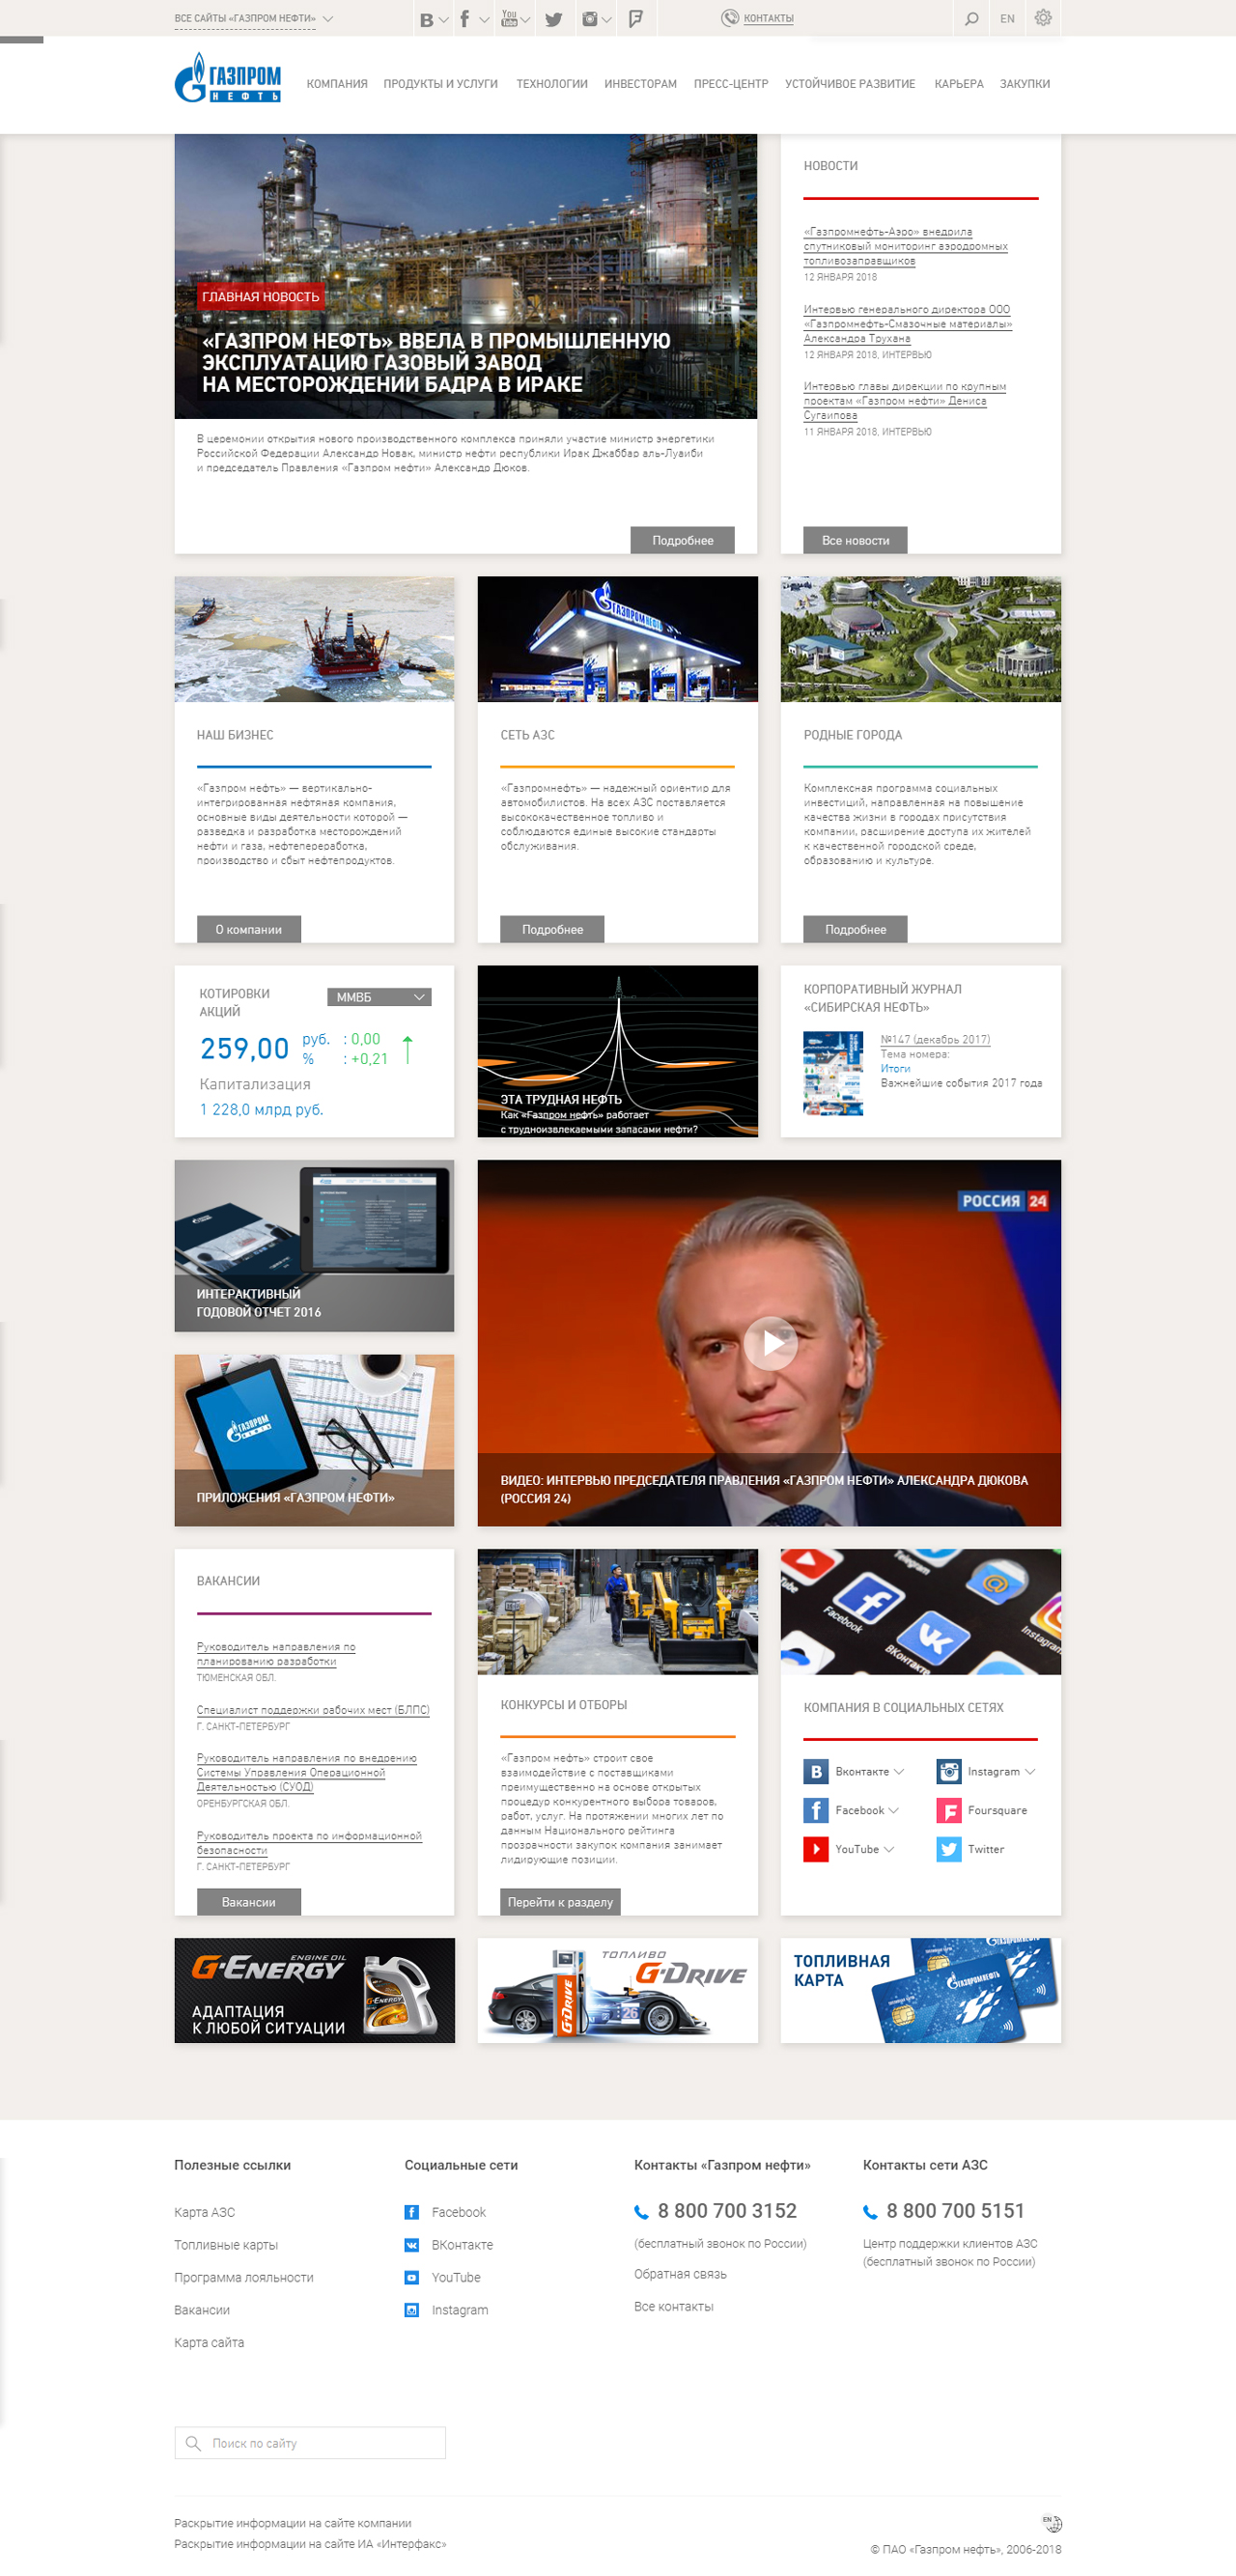 ВСЕ САЙТЫ «ГАЗПРОМ НЕФТИ»
You Tube
КОНТАКТЫ
EN
ГАЗПРОМ
НЕФТЬ
КОМПАНИЯ ПРОДУКТЫ И УСЛУГИ ТЕХНОЛОГИИ ИНВЕСТОРАМ ПРЕСС-ЦЕНТР УСТОЙЧИВОЕ РАЗВИТИЕ КАРЬЕРА ЗАКУПКИ
ГЛАВНАЯ НОВОСТЬ
«ГАЗПРОМ НЕФТЬ» ВВЕЛА В ПРОМЫШЛЕННУЮ
ЭКСПЛУАТАЦИЮ ГАЗОВЫЙ ЗАВОД
НА МЕСТОРОЖДЕНИИ БАДРА В ИРАКЕ
В церемонии открытия нового производственного комплекса приняли участие министр энергетики
Российской Федерации Александр Новак, министр нефти республики Ирак Джаббар аль-Луаиби
и председатель Правления «Газпром нефти» Александр Дюков.
Подробнее
НОВОСТИ
«Газпромнефть-Аэро» внедрила
спутниковый мониторинг аэродромных
топливозаправщиков
12 ЯНВАРЯ 2018
Интервью генерального директора ООО
«Газпромнефть-Смазочные материалы»
Александра Трухана
12 ЯНВАРЯ 2018, ИНТЕРВЬЮ
Интервью главы дирекции по крупным
проектам «Газпром нефти» Дениса
Сугаипова
11 ЯНВАРЯ 2018, ИНТЕРВЬЮ
Все новости
НАШ БИЗНЕС
«Газпром нефть» — вертикально-
интегрированная нефтяная компания,
основные виды деятельности которой —
разведка и разработка месторождений
нефти и газа, нефтепереработка,
производство и сбыт нефтепродуктов.
О компании
ГАЗПРОМНЕФТЬ
СЕТЬ АЗС
«Газпромнефть» — надежный ориентир для
автомобилистов. На всех АЗС поставляется
высококачественное топливо и
соблюдаются единые высокие стандарты
обслуживания.
Подробнее
РОДНЫЕ ГОРОДА
Комплексная программа социальных
инвестиций, направленная на повышение
качества жизни в городах присутствия
компании, расширение доступа их жителей
к качественной городской среде,
образованию и культуре.
Подробнее
КОТИРОВКИ
АКЦИЙ
ММВБ
259,00 руб. : 0,00
% : +0,21
Капитализация
1 228,0 млрд руб.
ЭТА ТРУДНАЯ НЕФТЬ
Как «Газпром нефть» работает
с трудноизвлекаемыми запасами нефти?
КОРПОРАТИВНЫЙ ЖУРНАЛ
«СИБИРСКАЯ НЕФТЬ»
№147 (декабрь 2017)
Тема номера:
Итоги
Важнейшие события 2017 года
ИНТЕРАКТИВНЫЙ
ГОДОВОЙ ОТЧЕТ 2016
ГАЗПРОМ
НЕФТЬ
ПРИЛОЖЕНИЯ «ГАЗПРОМ НЕФТИ»
РОССИЯ 24
ВИДЕО: ИНТЕРВЬЮ ПРЕДСЕДАТЕЛЯ ПРАВЛЕНИЯ «ГАЗПРОМ НЕФТИ» АЛЕКСАНДРА ДЮКОВА
(РОССИЯ 24)
ВАКАНСИИ
Руководитель направления по
планированию разработки
ТЮМЕНСКАЯ ОБЛ.
Специалист поддержки рабочих мест (БЛПС)
Г. САНКТ-ПЕТЕРБУРГ
Руководитель направления по внедрению
Системы Управления Операционной
Деятельностью (СУОД)
ОРЕНБУРГСКАЯ ОБЛ.
Руководитель проекта по информационной
безопасности
Г. САНКТ-ПЕТЕРБУРГ
Вакансии
КОНКУРСЫ И ОТБОРЫ
«Газпром нефть» строит свое
взаимодействие с поставщиками
преимущественно на основе открытых
процедур конкурентного выбора товаров,
работ, услуг. На протяжении многих лет по
данным Национального рейтинга
прозрачности закупок компания занимает
лидирующие позиции.
Перейти к разделу
Telegram
Facebook
ВКонтакте
Instagram
КОМПАНИЯ В СОЦИАЛЬНЫХ СЕТЯХ
Вконтакте
Instagram
Facebook
Foursquare
YouTube
Twitter
G-ENERGY
ENGINE OIL
G-ENERGY
АДАПТАЦИЯ
К ЛЮБОЙ СИТУАЦИИ
ТОПЛИВО
G-DRIVE
G-DRIVE
26
ТОПЛИВНАЯ
КАРТА
ГАЗПРОМНЕФТЬ
Полезные ссылки
Карта АЗС
Топливные карты
Программа лояльности
Вакансии
Карта сайта
Социальные сети
Facebook
ВКонтакте
YouTube
Instagram
Контакты «Газпром нефти»
8 800 700 3152
(бесплатный звонок по России)
Обратная связь
Все контакты
Контакты сети АЗС
8 800 700 5151
Центр поддержки клиентов АЗС
(бесплатный звонок по России)
Поиск по сайту
Раскрытие информации на сайте компании
Раскрытие информации на сайте ИА «Интерфакс»
EN
© ПАО «Газпром нефть», 2006-2018